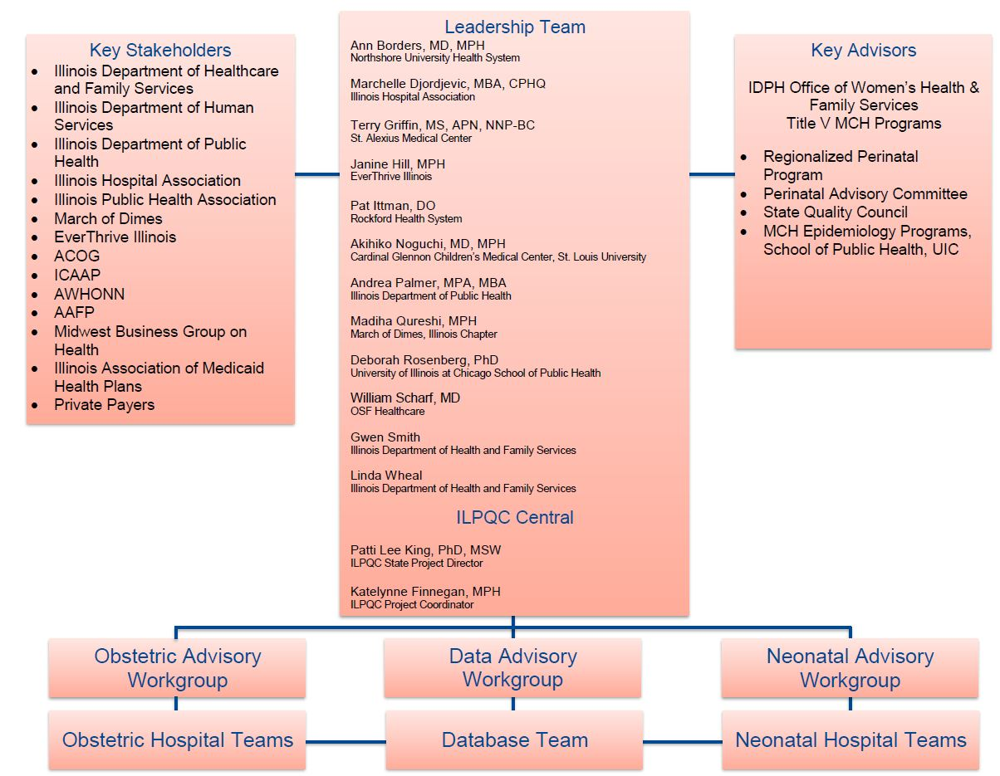 Key Stakeholders
• Illinois Department of Healthcare
and Family Services
• Illinois Department of Human
Services
• Illinois Department of Public
Health
• Illinois Hospital Association
• Illinois Public Health Association
• March of Dimes
• EverThrive Illinois
• ACOG
• ICAAP
• AWHONN
• AAFP
• Midwest Business Group on
Health
• Illinois Association of Medicaid
Health Plans
• Private Payers
Leadership Team
Ann Borders, MD, MPH
Northshore University Health System
Marchelle Djordjevic, MBA, CPHQ
Illinois Hospital Association
Terry Griffin, MS, APN, NNP-BC
St. Alexius Medical Center
Janine Hill, MPH
EverThrive Illinois
Pat Ittman, DO
Rockford Health System
Akihiko Noguchi, MD, MPH
Cardinal Glennon Children's Medical Center, St. Louis University
Andrea Palmer, MPA, MBA
Illinois Department of Public Health
Madiha Qureshi, MPH
March of Dimes, Illinois Chapter
Deborah Rosenberg, PhD
University of Illinois at Chicago School of Public Health
William Scharf, MD
OSF Healthcare
Gwen Smith
Illinois Department of Health and Family Services
Linda Wheal
Illinois Department of Health and Family Services
ILPQC Central
Patti Lee King, PhD, MSW
ILPQC State Project Director
Katelynne Finnegan, MPH
ILPQC Project Coordinator
Key Advisors
IDPH Office of Women's Health &
Family Services
Title V MCH Programs
• Regionalized Perinatal
Program
• Perinatal Advisory Committee
• State Quality Council
• MCH Epidemiology Programs,
School of Public Health, UIC
Obstetric Advisory
Workgroup
Data Advisory
Workgroup
Neonatal Advisory
Workgroup
Obstetric Hospital Teams
Database Team
Neonatal Hospital Teams